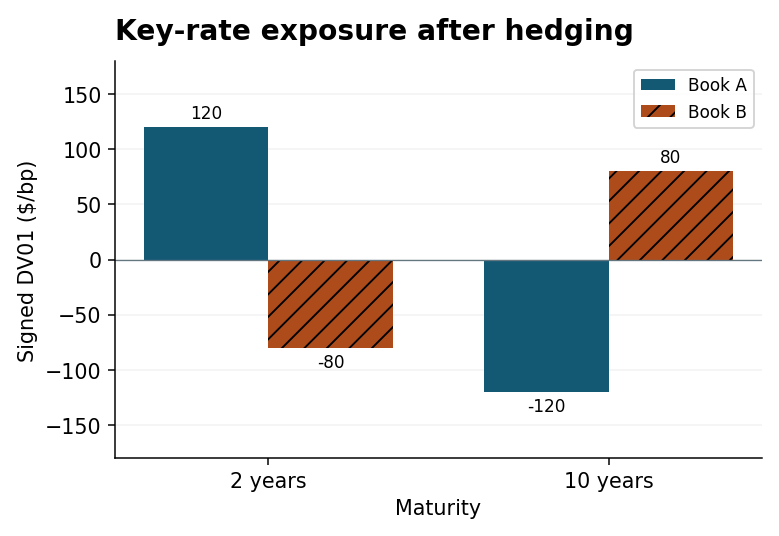 Key-rate exposure after hedging
Signed DV01 ($/bp)
150
100
50
0
−50
−100
−150
120
-80
-120
80
Book A
Book B
2 years
10 years
Maturity